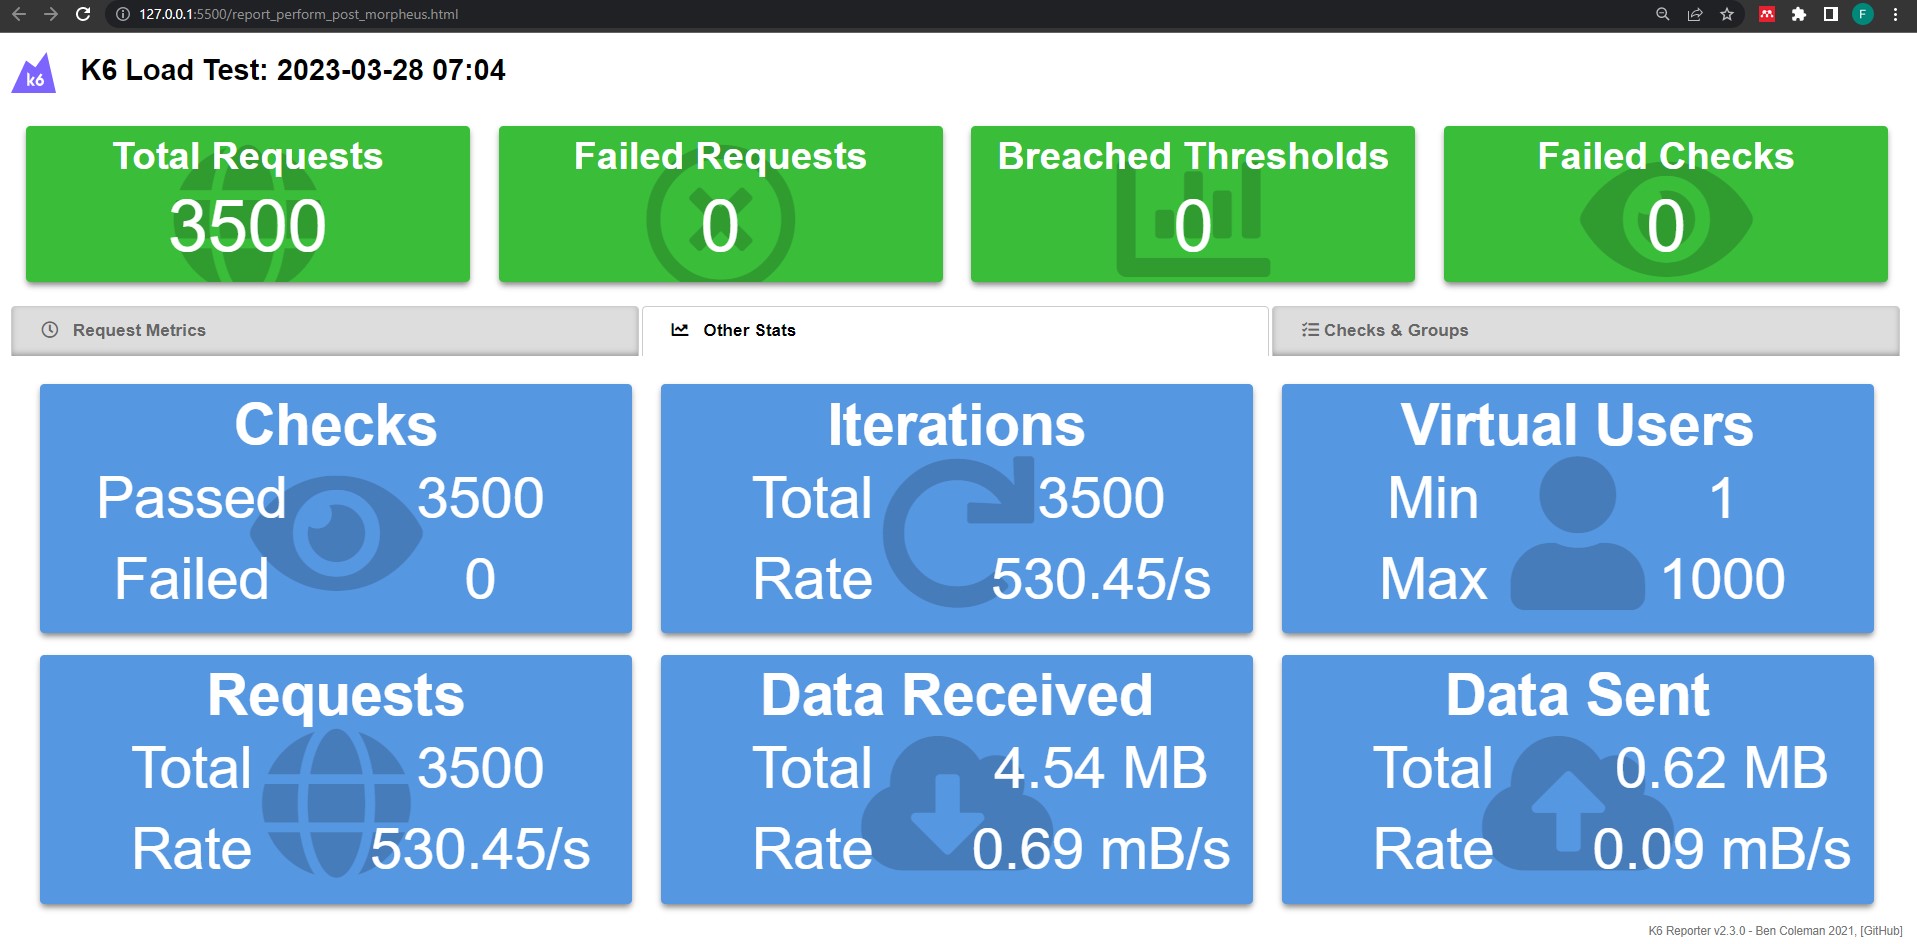 127.0.0.1:5500/report_perform_post_morpheus.html
F
k6
K6 Load Test: 2023-03-28 07:04
Total Requests
3500
Failed Requests
0
Breached Thresholds
0
Failed Checks
0
Request Metrics
Other Stats
Checks & Groups
Checks
Passed 3500
Failed 0
Iterations
Total 3500
Rate 530.45/s
Virtual Users
Min 1
Max 1000
Requests
Total 3500
Rate 530.45/s
Data Received
Total 4.54 MB
Rate 0.69 mB/s
Data Sent
Total 0.62 MB
Rate 0.09 mB/s
K6 Reporter v2.3.0 - Ben Coleman 2021, [GitHub]